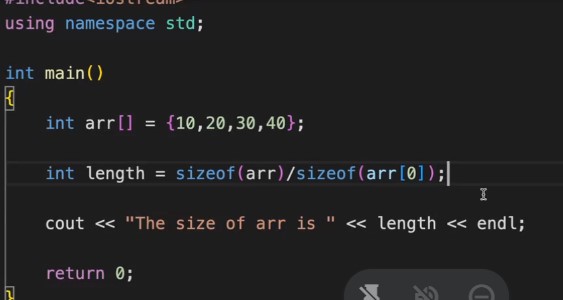 #include<iostream>
using namespace std;
int main()
{
    int arr[] = {10,20,30,40};
    int length = sizeof(arr)/sizeof(arr[0]);
    cout << "The size of arr is " << length << endl;
    return 0;
}